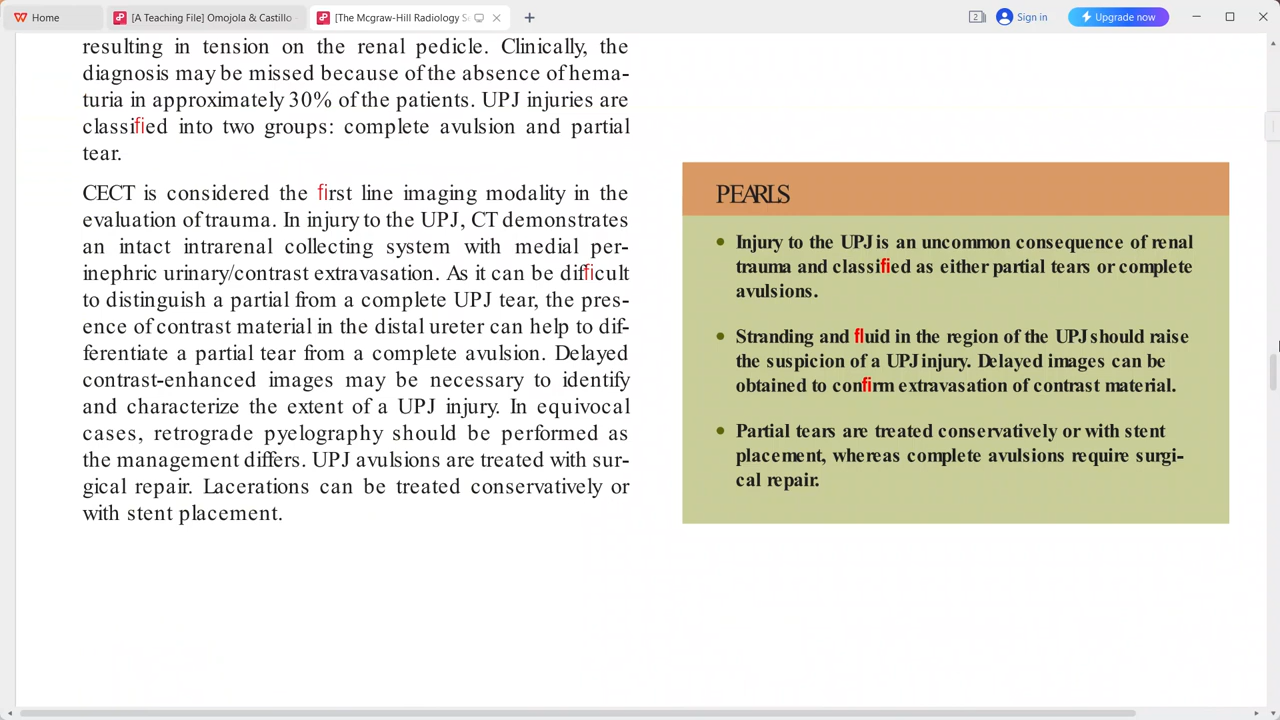 Home
[A Teaching File] Omojola & Castillo
[The Mcgraw-Hill Radiology S
2
Sign in
Upgrade now
resulting in tension on the renal pedicle. Clinically, the
diagnosis may be missed because of the absence of hema-
turia in approximately 30% of the patients. UPJ injuries are
classified into two groups: complete avulsion and partial
tear.
CECT is considered the first line imaging modality in the
evaluation of trauma. In injury to the UPJ, CT demonstrates
an intact intrarenal collecting system with medial per-
inephric urinary/contrast extravasation. As it can be difficult
to distinguish a partial from a complete UPJ tear, the pres-
ence of contrast material in the distal ureter can help to dif-
ferentiate a partial tear from a complete avulsion. Delayed
contrast-enhanced images may be necessary to identify
and characterize the extent of a UPJ injury. In equivocal
cases, retrograde pyelography should be performed as
the management differs. UPJ avulsions are treated with sur-
gical repair. Lacerations can be treated conservatively or
with stent placement.
PEARLS
• Injury to the UPJ is an uncommon consequence of renal
trauma and classified as either partial tears or complete
avulsions.
• Stranding and fluid in the region of the UPJ should raise
the suspicion of a UPJ injury. Delayed images can be
obtained to confirm extravasation of contrast material.
• Partial tears are treated conservatively or with stent
placement, whereas complete avulsions require surgi-
cal repair.